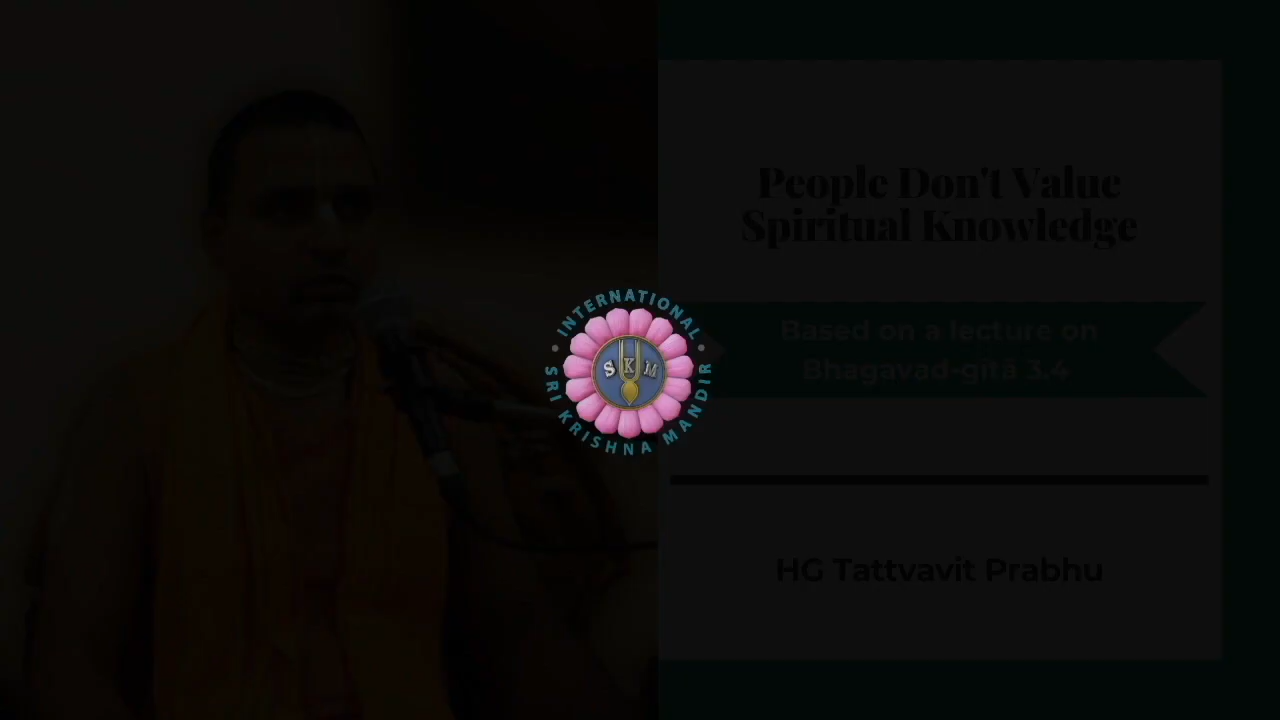 People Don't Value
Spiritual Knowledge
Based on a lecture on
Bhagavad-gītā 3.4
INTERNATIONAL
SKM
SRI KRISHNA MANDIR
HG Tattvavit Prabhu